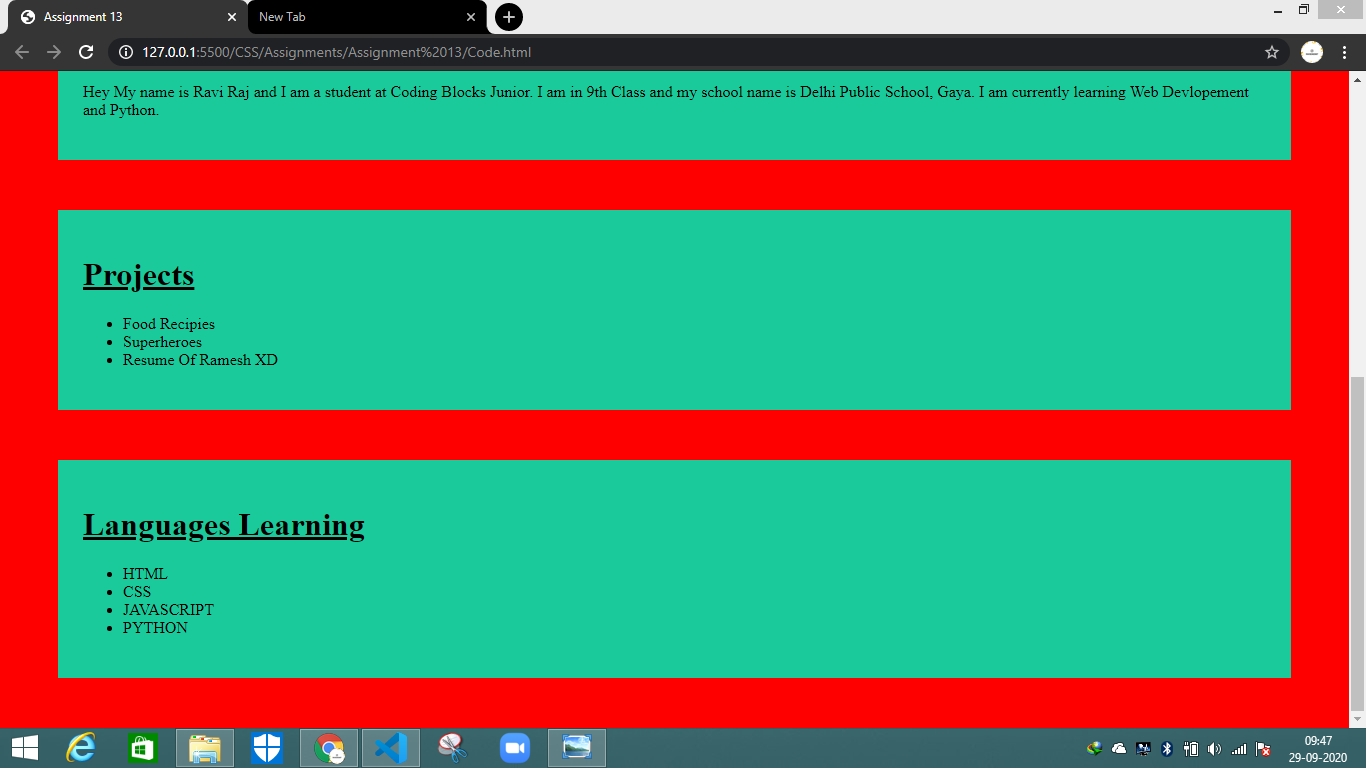 Assignment 13
New Tab
127.0.0.1:5500/CSS/Assignments/Assignment%2013/Code.html
Hey My name is Ravi Raj and I am a student at Coding Blocks Junior. I am in 9th Class and my school name is Delhi Public School, Gaya. I am currently learning Web Devlopement
and Python.
Projects
Food Recipies
Superheroes
Resume Of Ramesh XD
Languages Learning
HTML
CSS
JAVASCRIPT
PYTHON
09:47
29-09-2020